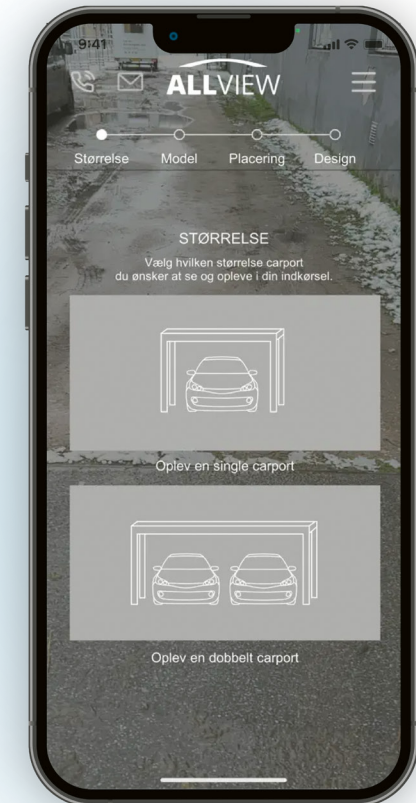 9:41
ALLVIEW
Størrelse Model Placering Design
STØRRELSE
Vælg hvilken størrelse carport
du ønsker at se og opleve i din indkørsel.
Oplev en single carport
Oplev en dobbelt carport